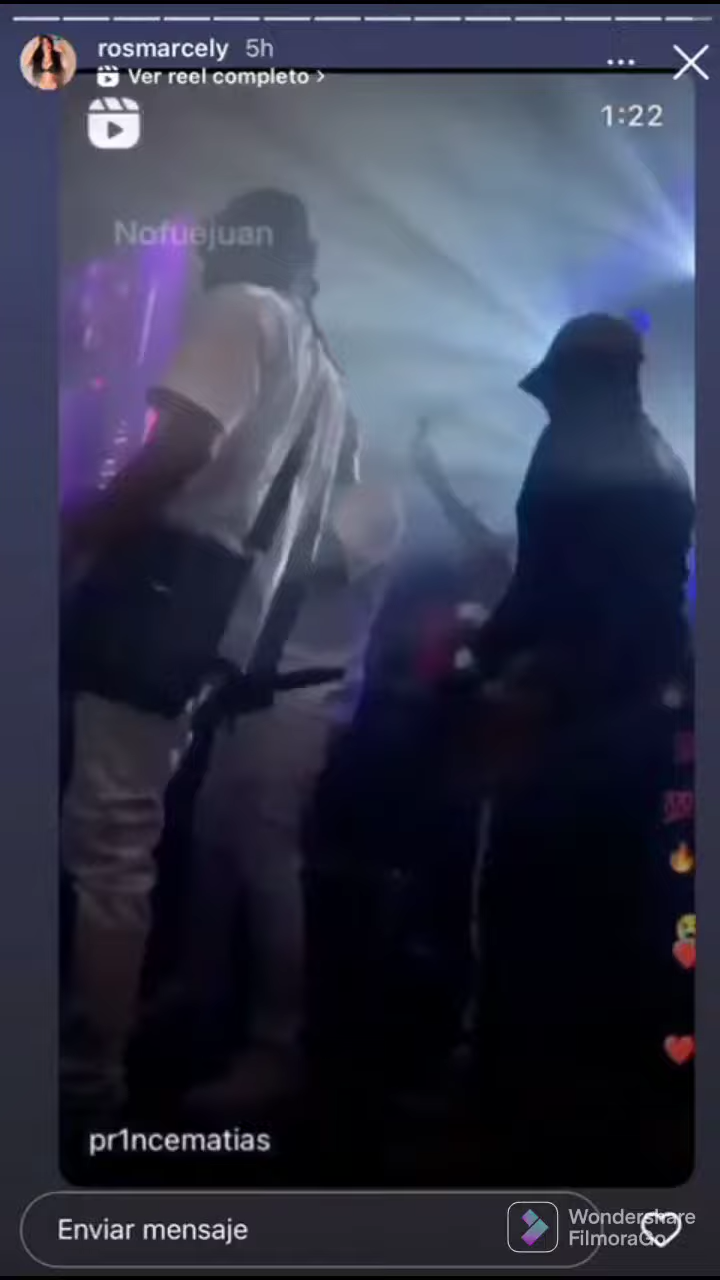 rosmarcely 5h
Ver reel completo >
1:22
Nofuejuan
pr1ncematias
Enviar mensaje
Wondershare
FilmoraGo